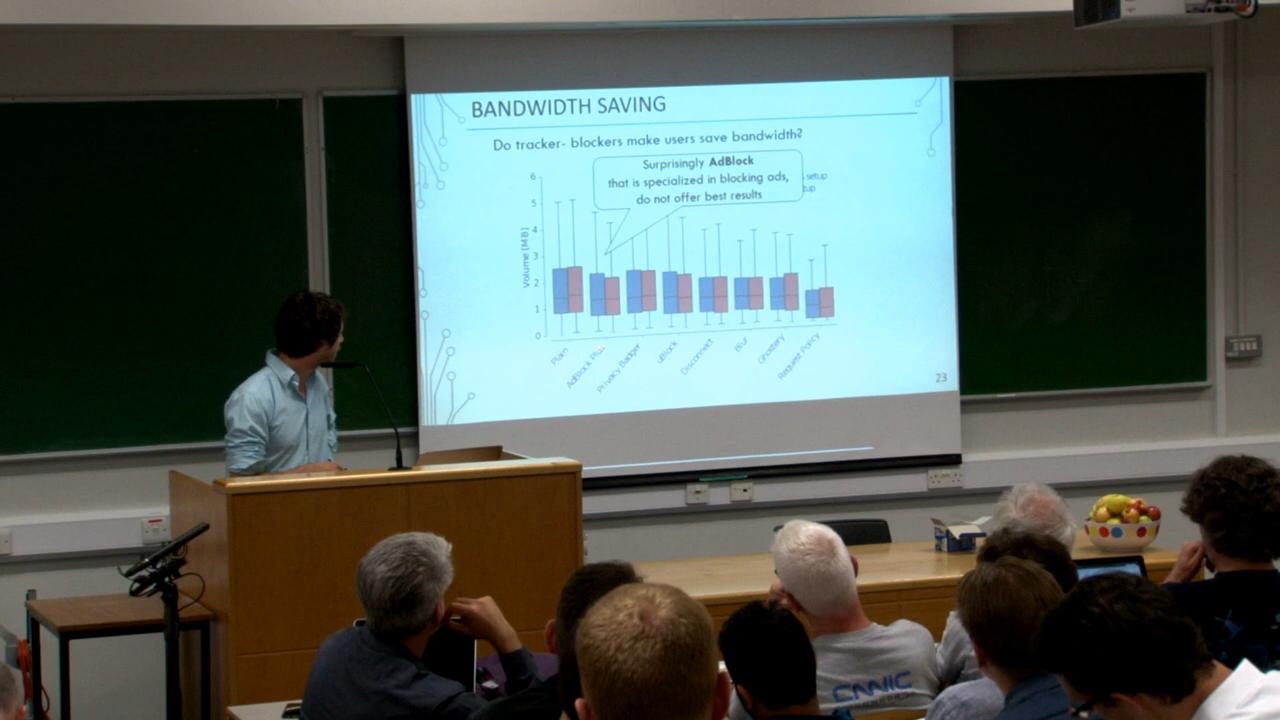 BANDWIDTH SAVING
Do tracker- blockers make users save bandwidth?
Surprisingly AdBlock
that is specialized in blocking ads,
do not offer best results
setup
tup
Volume [MB]
6
5
4
3
2
1
0
Plain
AdBlock Plus
Privacy Badger
uBlock
Disconnect
Blur
Ghostery
Request Policy
23
CNNIC